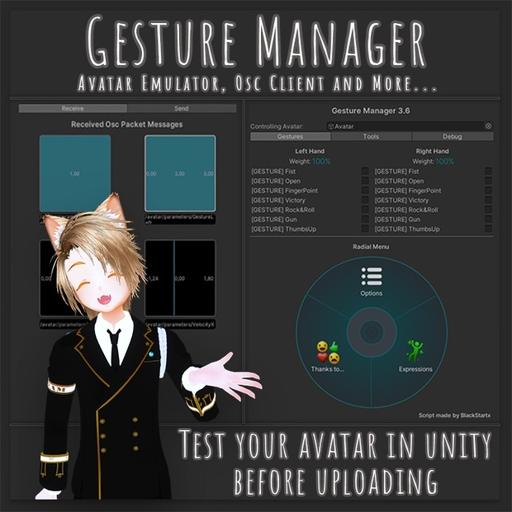 Gesture Manager
Avatar Emulator, Osc Client and More...
Receive Send
Received Osc Packet Messages
1,00
0,00 3,00 5,00
/avatar/parameters/GestureL
0,00
1,24 0,00 1,80
/avatar/parameters/VelocityX
Gesture Manager 3.6
Controlling Avatar: Avatar
Gestures Tools Debug
Left Hand Right Hand
Weight: 100% Weight: 100%
[GESTURE] Fist [GESTURE] Fist
[GESTURE] Open [GESTURE] Open
[GESTURE] FingerPoint [GESTURE] FingerPoint
[GESTURE] Victory [GESTURE] Victory
[GESTURE] Rock&Roll [GESTURE] Rock&Roll
[GESTURE] Gun [GESTURE] Gun
[GESTURE] ThumbsUp [GESTURE] ThumbsUp
Radial Menu
Options
Thanks to...
Expressions
Script made by BlackStartx
Test your avatar in unity
before uploading